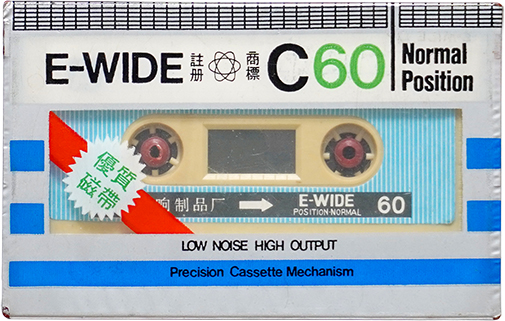 E-WIDE 註册 商標 C60 Normal Position
優質
磁帶
响制品厂 E-WIDE 60
POSITION·NORMAL
LOW NOISE HIGH OUTPUT
Precision Cassette Mechanism